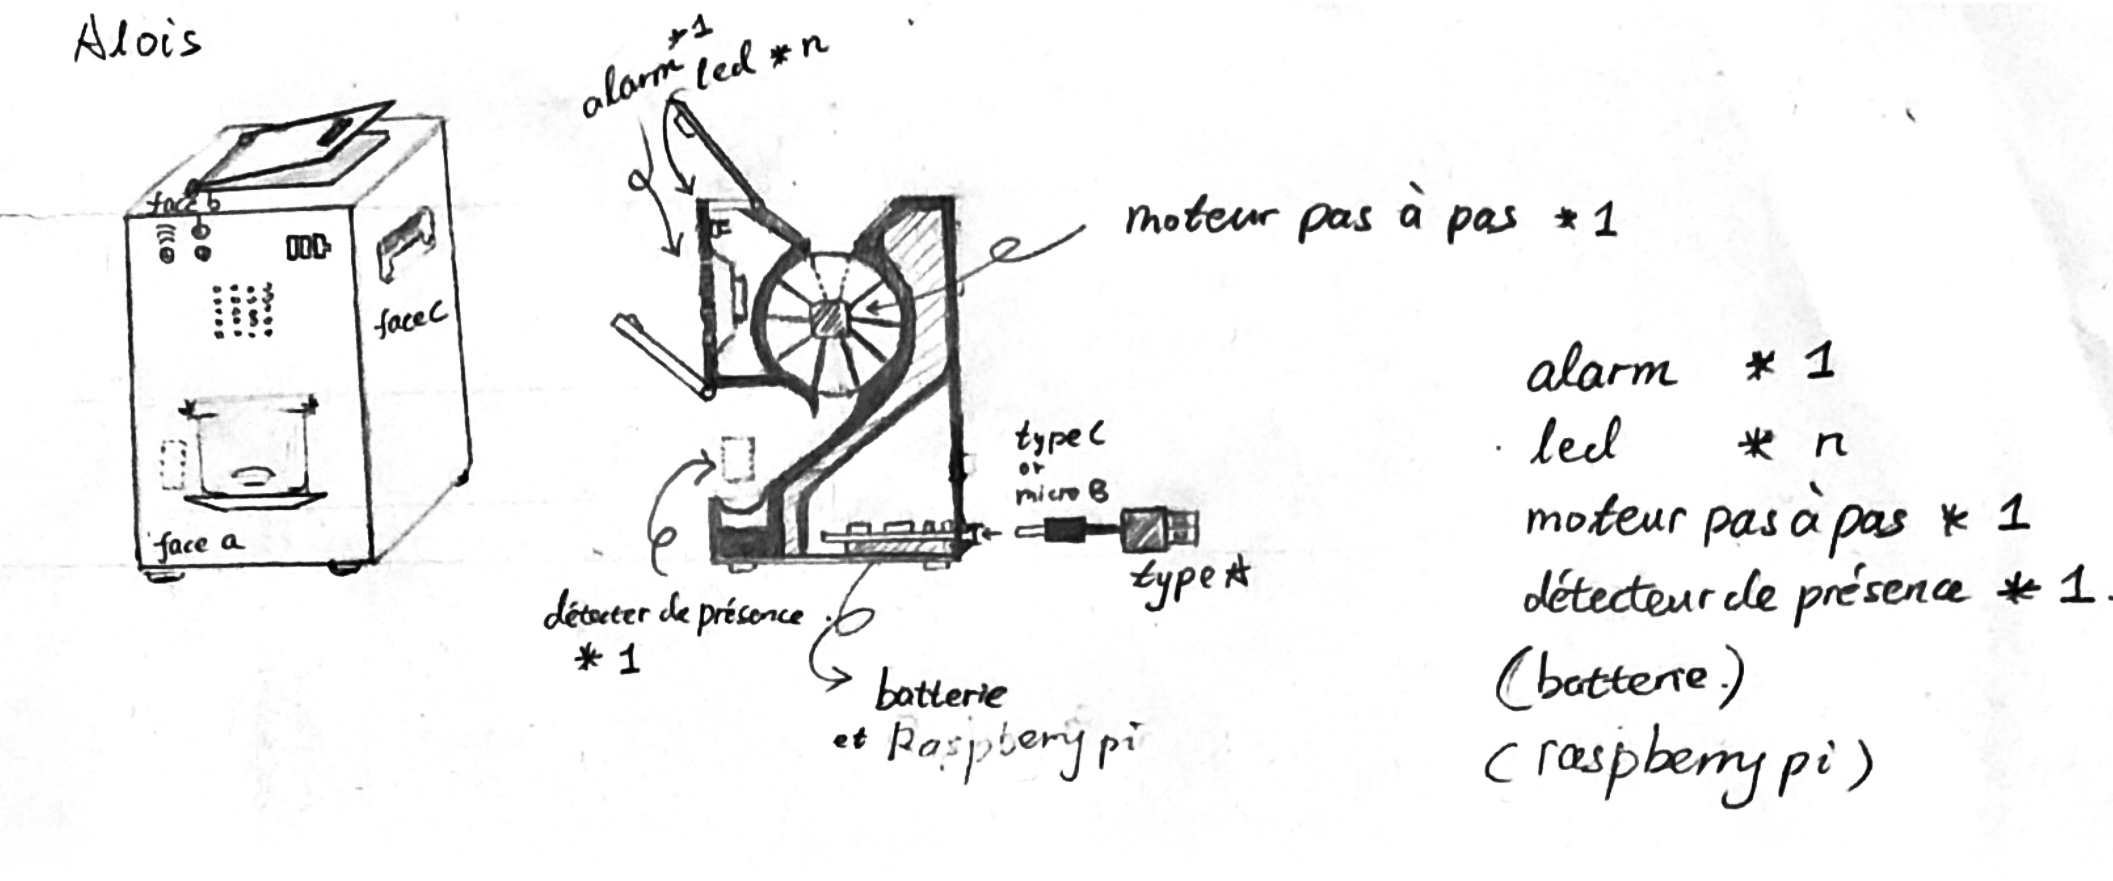 Alois
*1
alarm led * n
face b
face c
face a
moteur pas à pas * 1
type C
or
micro B
type A
détecter de présence
* 1
batterie
et Raspberry pi
alarm * 1
led * n
moteur pas à pas * 1
détecteur de présence * 1.
(batterie.)
(raspberry pi)